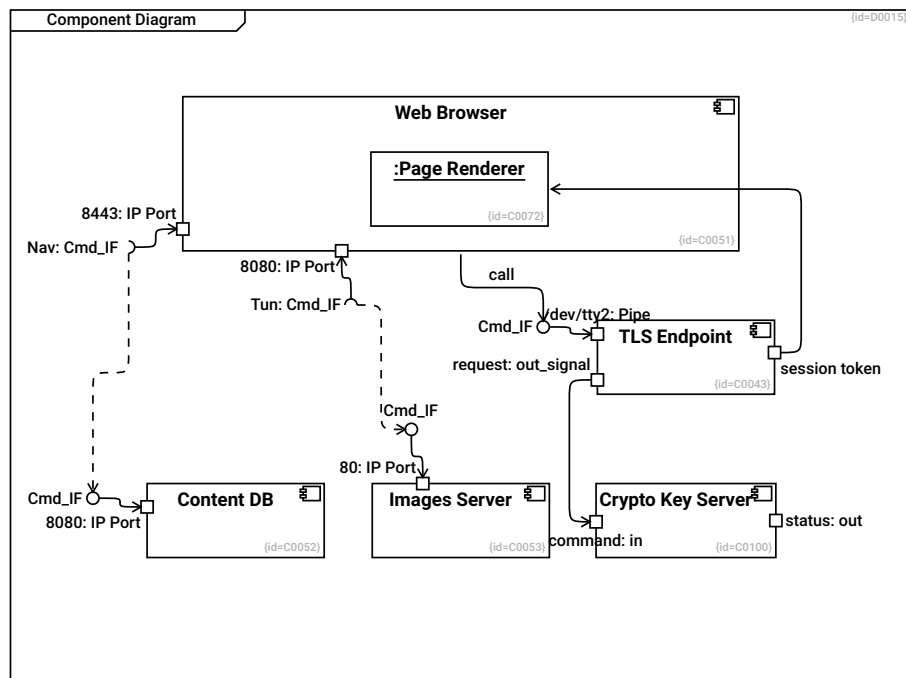 Component Diagram
{id=D0015}
Web Browser
:Page Renderer
{id=C0072}
8443: IP Port
{id=C0051}
Nav: Cmd_IF
8080: IP Port
call
Tun: Cmd_IF
/dev/tty2: Pipe
Cmd_IF
TLS Endpoint
request: out_signal
session token
{id=C0043}
Cmd_IF
80: IP Port
Cmd_IF
Content DB
Images Server
Crypto Key Server
8080: IP Port
status: out
command: in
{id=C0052}
{id=C0053}
{id=C0100}